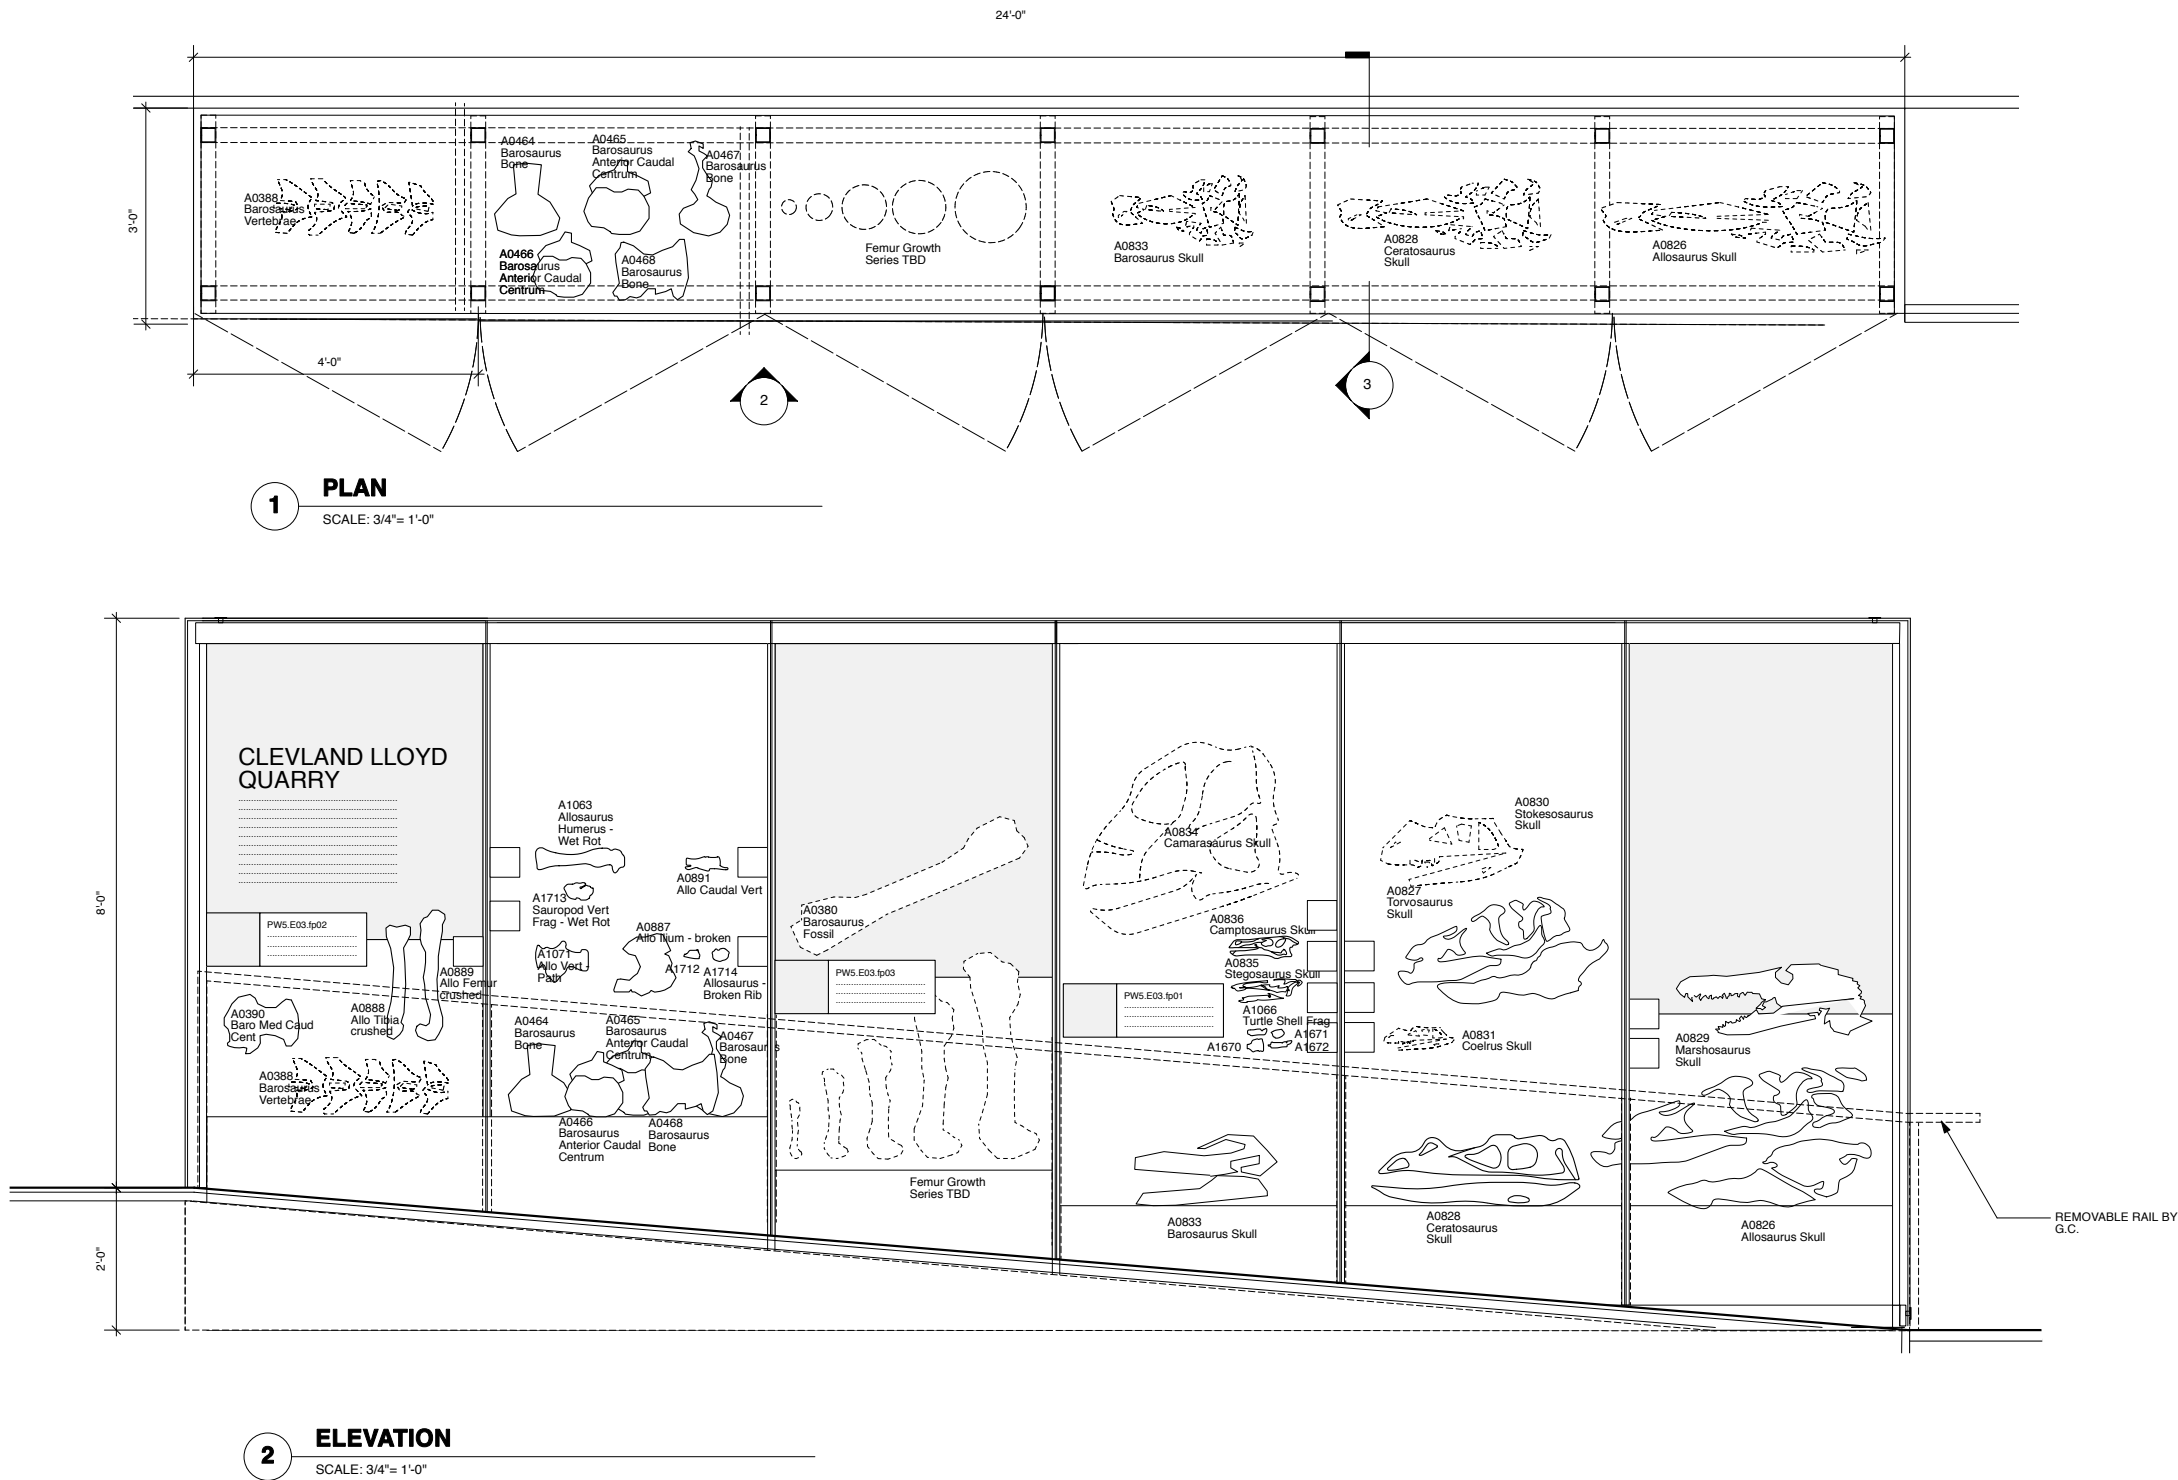 24'-0"
3'-0"
A0388
Barosaurus
Vertebrae
A0464
Barosaurus
Bone
A0465
Barosaurus
Anterior Caudal
Centrum
A0467
Barosaurus
Bone
A0466
Barosaurus
Anterior Caudal
Centrum
A0468
Barosaurus
Bone
Femur Growth
Series TBD
A0833
Barosaurus Skull
A0828
Ceratosaurus
Skull
A0826
Allosaurus Skull
4'-0"
2
3
1
PLAN
SCALE: 3/4"= 1'-0"
8'-0"
2'-0"
CLEVLAND LLOYD
QUARRY
PW5.E03.fp02
A0889
Allo Femur
crushed
A0888
Allo Tibia
crushed
A0390
Baro Med Caud
Cent
A0388
Barosaurus
Vertebrae
A1063
Allosaurus
Humerus -
Wet Rot
A0891
Allo Caudal Vert
A1713
Sauropod Vert
Frag - Wet Rot
A0887
Allo Ilium - broken
A1071
Allo Vert -
Path
A1712
A1714
Allosaurus -
Broken Rib
A0464
Barosaurus
Bone
A0465
Barosaurus
Anterior Caudal
Centrum
A0467
Barosaurus
Bone
A0466
Barosaurus
Anterior Caudal
Centrum
A0468
Barosaurus
Bone
A0380
Barosaurus
Fossil
PW5.E03.fp03
Femur Growth
Series TBD
A0834
Camarasaurus Skull
A0836
Camptosaurus Skull
A0835
Stegosaurus Skull
PW5.E03.fp01
A1066
Turtle Shell Frag
A1671
A1670
A1672
A0833
Barosaurus Skull
A0830
Stokesosaurus
Skull
A0827
Torvosaurus
Skull
A0831
Coelrus Skull
A0828
Ceratosaurus
Skull
A0829
Marshosaurus
Skull
A0826
Allosaurus Skull
REMOVABLE RAIL BY
G.C.
2
ELEVATION
SCALE: 3/4"= 1'-0"